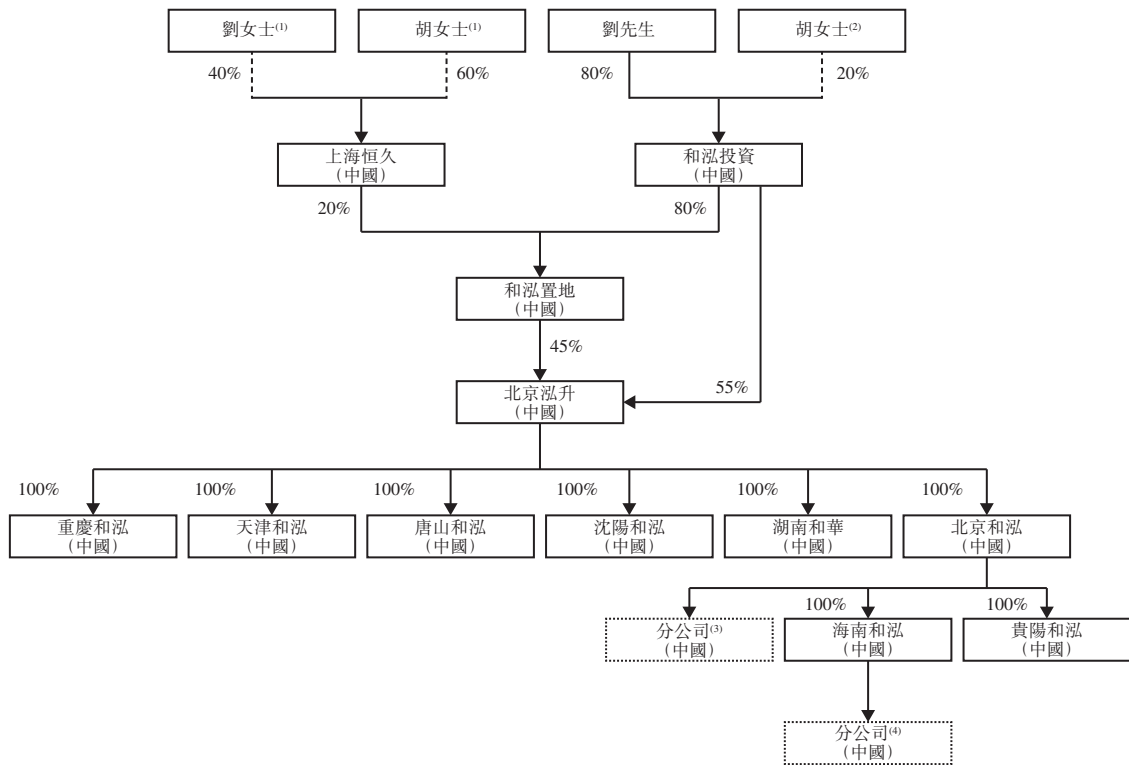 劉女士(1)
胡女士(1)
劉先生
胡女士(2)
40%
60%
80%
20%
上海恒久
(中國)
和泓投資
(中國)
20%
80%
和泓置地
(中國)
45%
55%
北京泓升
(中國)
100%
100%
100%
100%
100%
100%
重慶和泓
(中國)
天津和泓
(中國)
唐山和泓
(中國)
沈陽和泓
(中國)
湖南和華
(中國)
北京和泓
(中國)
100%
100%
分公司(3)
(中國)
海南和泓
(中國)
貴陽和泓
(中國)
分公司(4)
(中國)